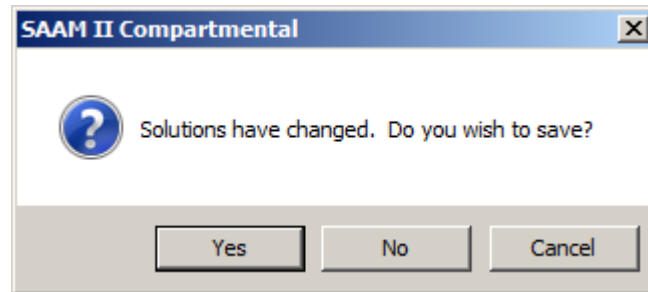 SAAM II Compartmental
Solutions have changed.  Do you wish to save?
Yes No Cancel